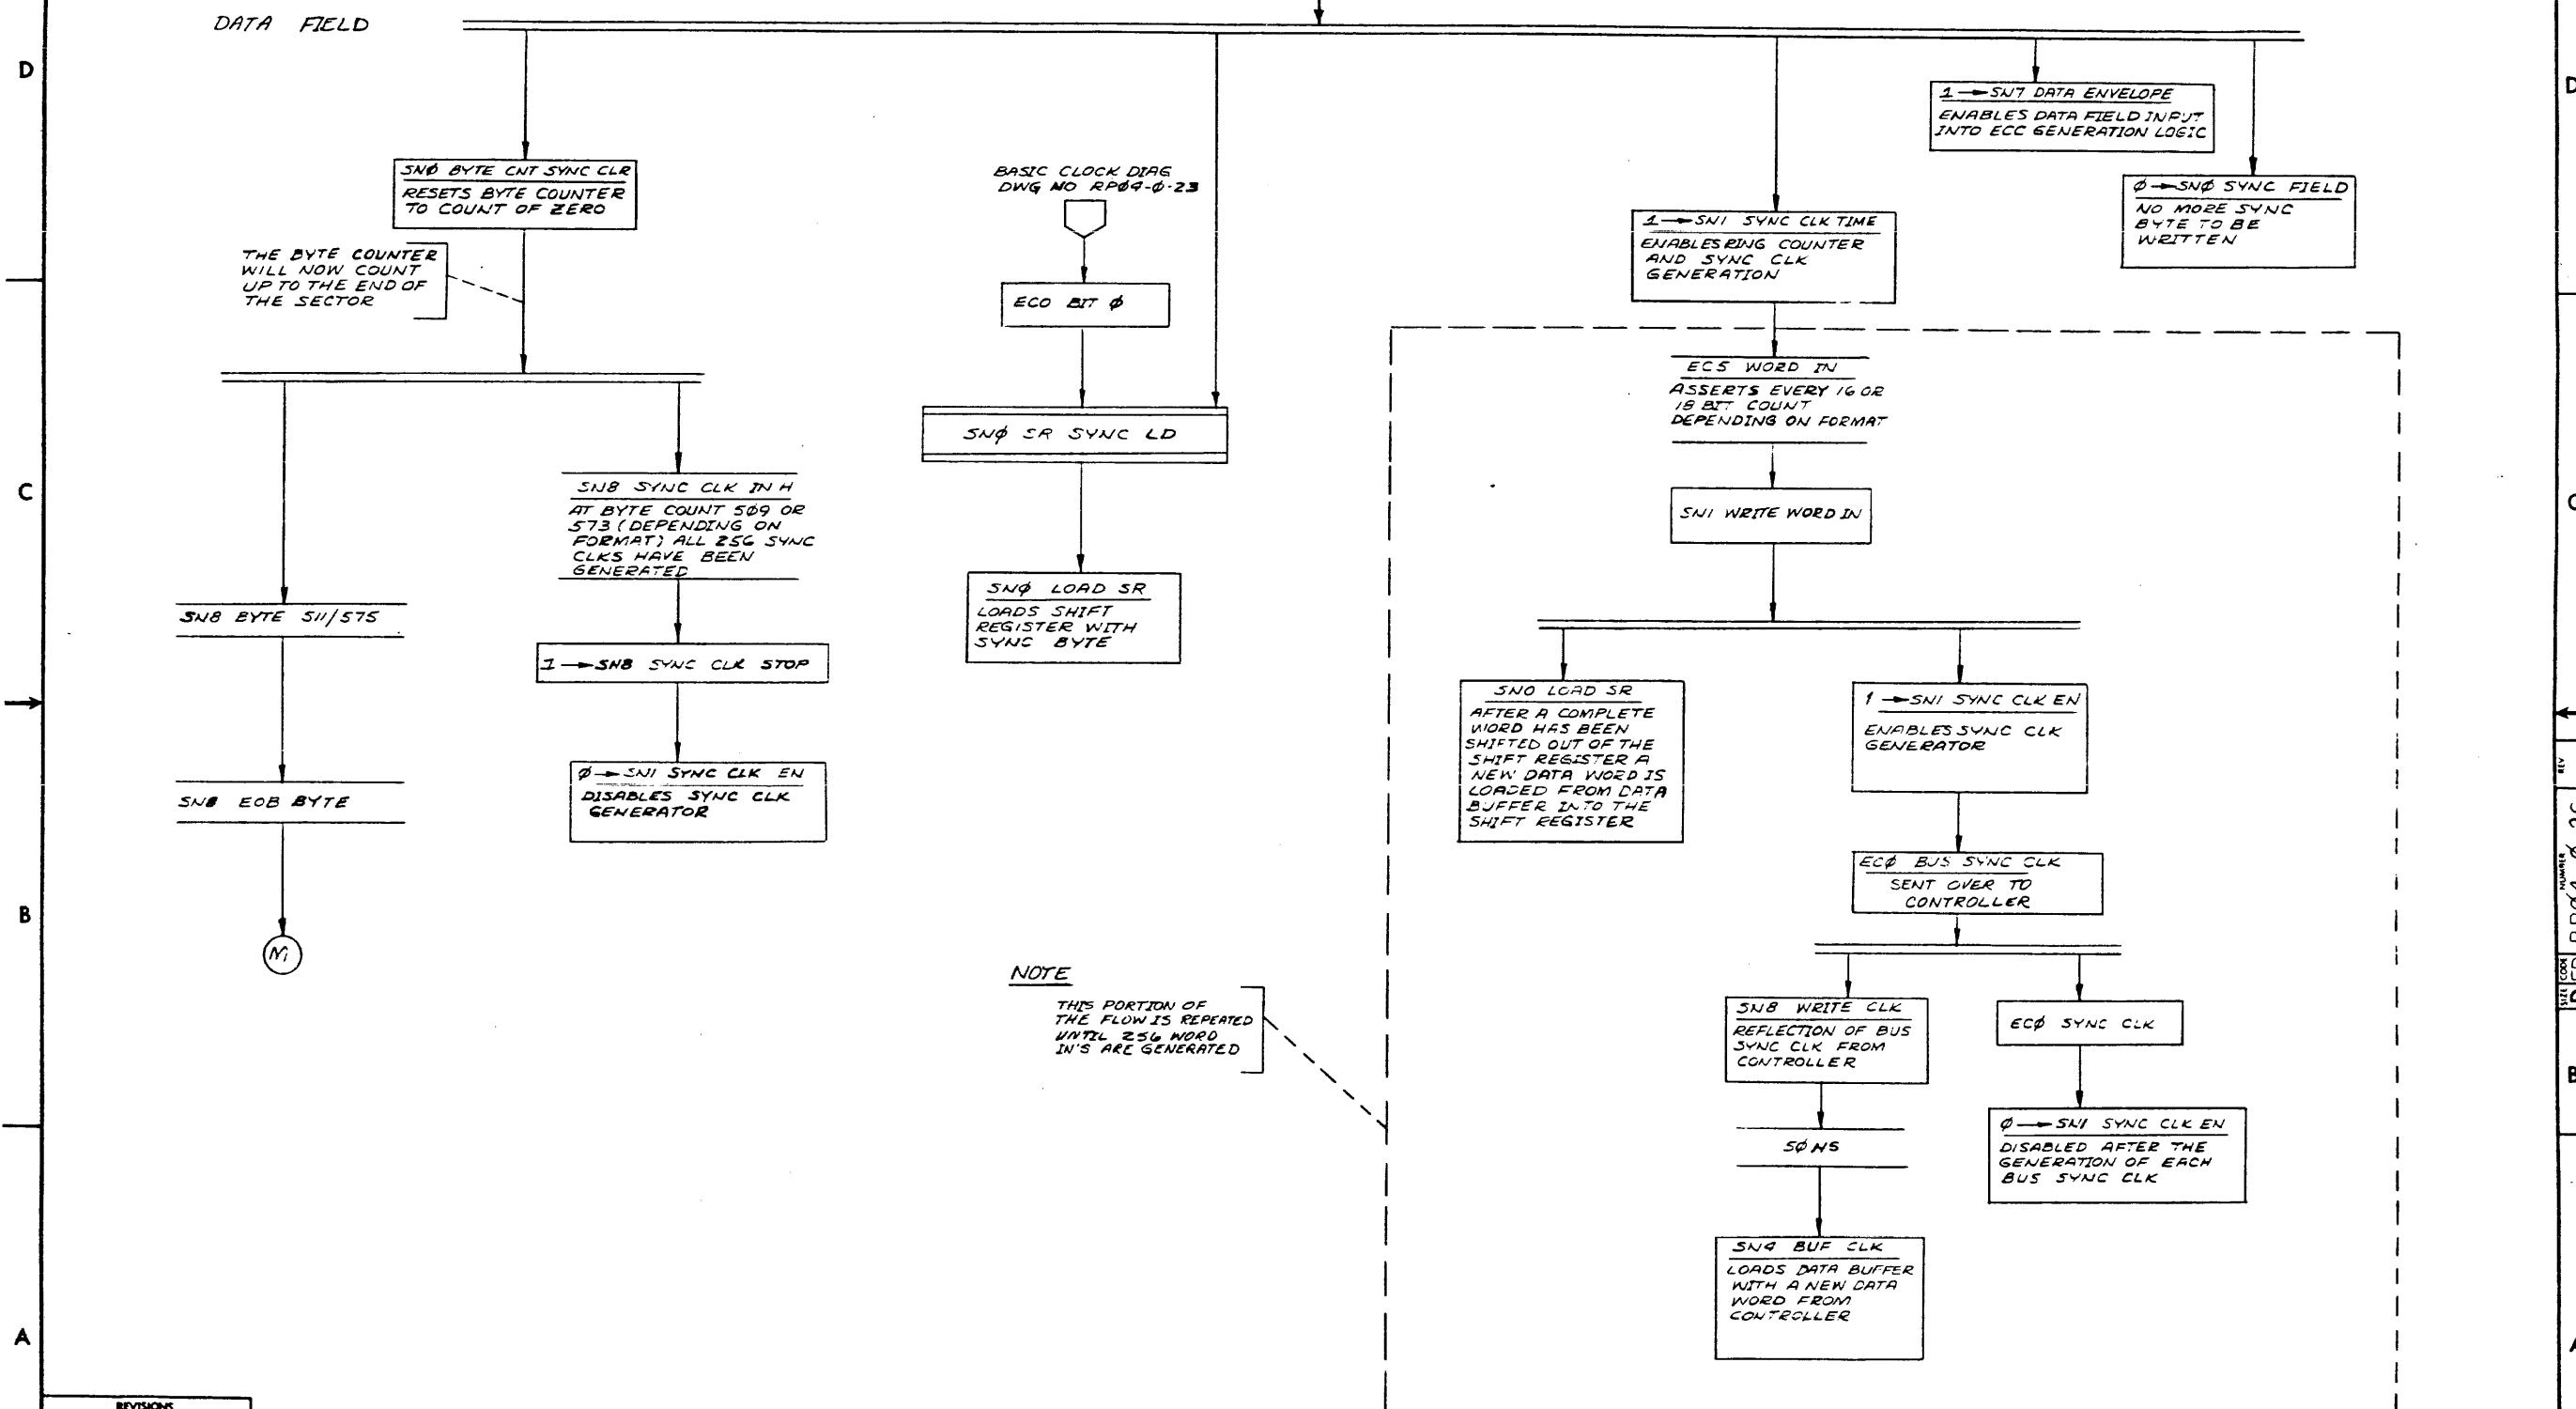 DATA FIELD
D
D
1→SN7 DATA ENVELOPE
ENABLES DATA FIELD INPUT
INTO ECC GENERATION LOGIC
SNØ BYTE CNT SYNC CLR
RESETS BYTE COUNTER
TO COUNT OF ZERO
BASIC CLOCK DIAG
DWG NO RPØ4-Ø-23
Ø→SNØ SYNC FIELD
NO MORE SYNC
BYTE TO BE
WRITTEN
1→SN1 SYNC CLK TIME
ENABLES RING COUNTER
AND SYNC CLK
GENERATION
THE BYTE COUNTER
WILL NOW COUNT
UP TO THE END OF
THE SECTOR
ECO BIT Ø
EC5 WORD IN
ASSERTS EVERY 16 OR
18 BIT COUNT
DEPENDING ON FORMAT
SNØ SR SYNC LD
C
C
SN8 SYNC CLK IN H
AT BYTE COUNT 5Ø9 OR
573 (DEPENDING ON
FORMAT) ALL 256 SYNC
CLKS HAVE BEEN
GENERATED
SN1 WRITE WORD IN
SNØ LOAD SR
LOADS SHIFT
REGISTER WITH
SYNC BYTE
SN8 BYTE 511/575
1→SN8 SYNC CLK STOP
SNO LOAD SR
AFTER A COMPLETE
WORD HAS BEEN
SHIFTED OUT OF THE
SHIFT REGISTER A
NEW DATA WORD IS
LOADED FROM DATA
BUFFER INTO THE
SHIFT REGISTER
1→SN1 SYNC CLK EN
ENABLES SYNC CLK
GENERATOR
Ø→SN1 SYNC CLK EN
DISABLES SYNC CLK
GENERATOR
SN8 EOB BYTE
REV
NUMBER
SIZE CODE
ECØ BUS SYNC CLK
SENT OVER TO
CONTROLLER
B
B
NOTE
THIS PORTION OF
THE FLOW IS REPEATED
UNTIL 256 WORD
IN'S ARE GENERATED
SN8 WRITE CLK
REFLECTION OF BUS
SYNC CLK FROM
CONTROLLER
ECØ SYNC CLK
5Ø NS
Ø→SN1 SYNC CLK EN
DISABLED AFTER THE
GENERATION OF EACH
BUS SYNC CLK
SN4 BUF CLK
LOADS DATA BUFFER
WITH A NEW DATA
WORD FROM
CONTROLLER
A
A
REVISIONS